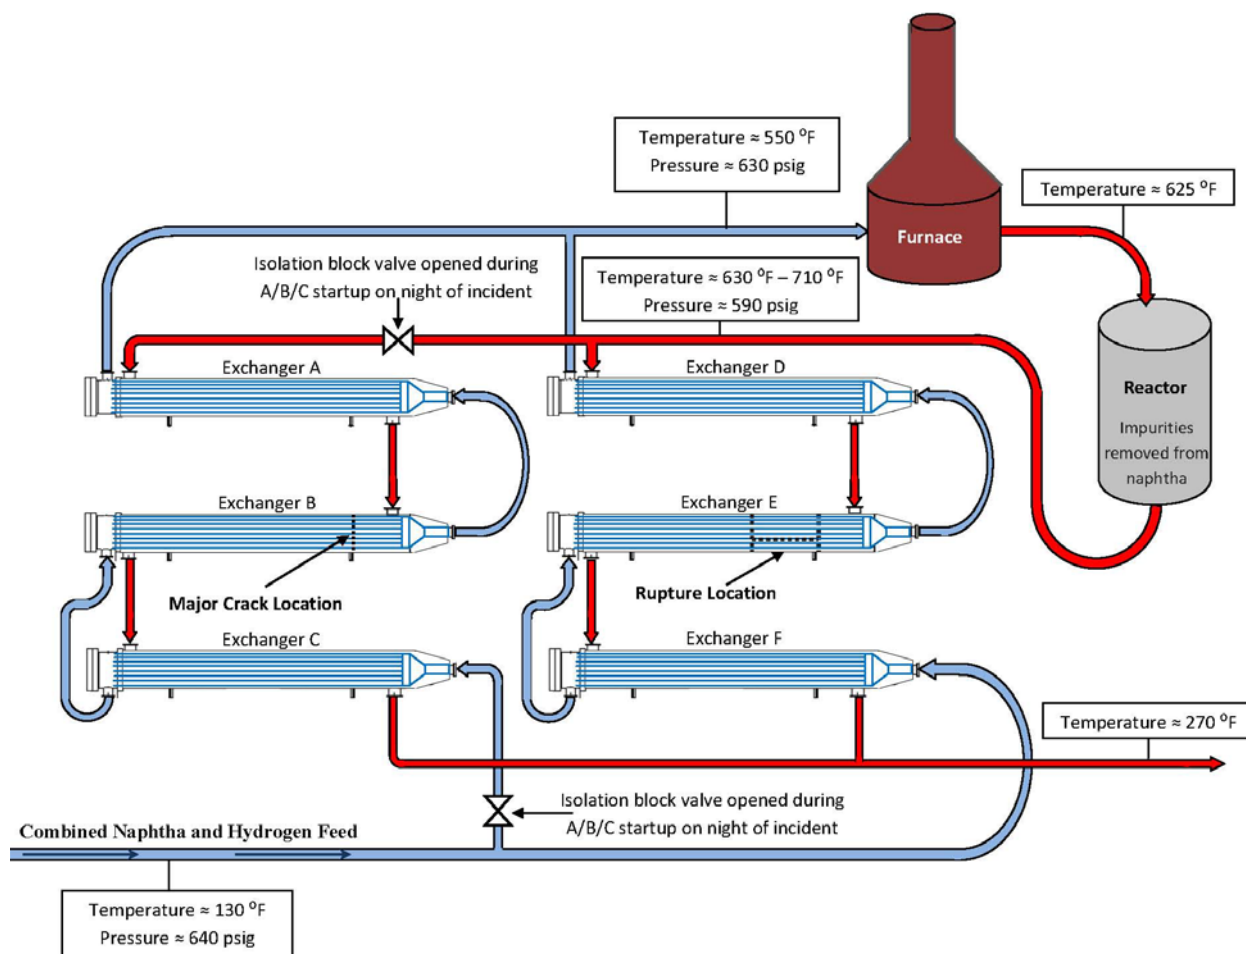 Temperature ≈ 550 °F
Pressure ≈ 630 psig
Temperature ≈ 625 °F
Furnace
Isolation block valve opened during
A/B/C startup on night of incident
Temperature ≈ 630 °F – 710 °F
Pressure ≈ 590 psig
Exchanger A
Exchanger D
Reactor
Impurities
removed from
naphtha
Exchanger B
Exchanger E
Major Crack Location
Rupture Location
Exchanger C
Exchanger F
Temperature ≈ 270 °F
Isolation block valve opened during
A/B/C startup on night of incident
Combined Naphtha and Hydrogen Feed
Temperature ≈ 130 °F
Pressure ≈ 640 psig